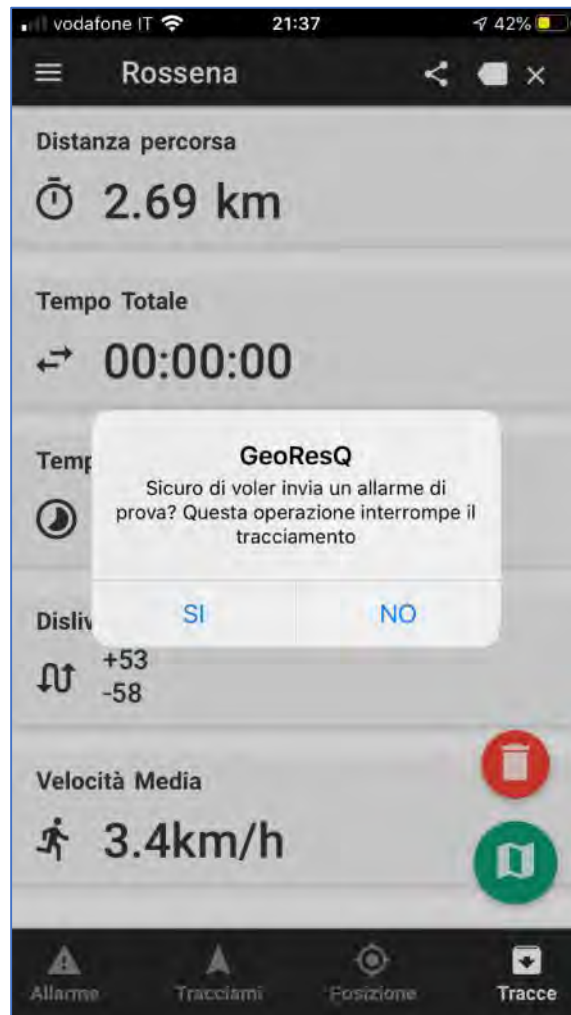 vodafone IT 21:37 42%
Rossena
Distanza percorsa
2.69 km
Tempo Totale
00:00:00
Temp
GeoResQ
Sicuro di voler invia un allarme di
prova? Questa operazione interrompe il
tracciamento
SI NO
Disliv
+53
-58
Velocità Media
3.4km/h
Allarme Tracciami Posizione Tracce